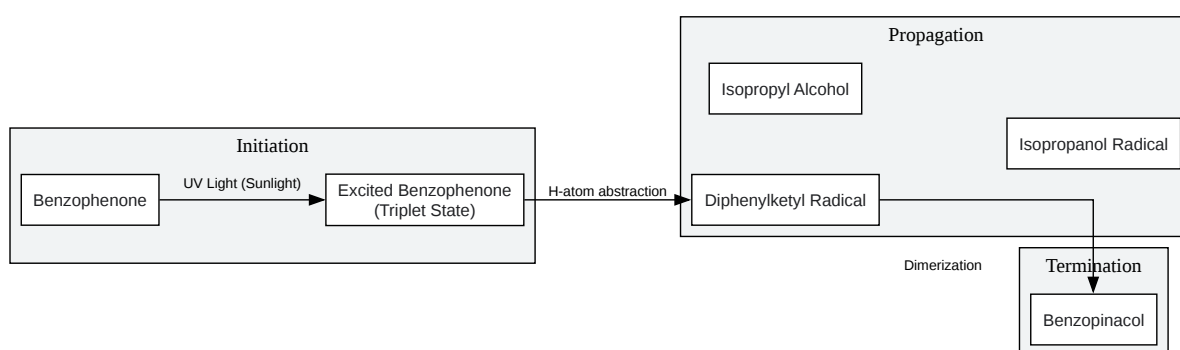 Initiation
Benzophenone
UV Light (Sunlight)
Excited Benzophenone
(Triplet State)
H-atom abstraction
Propagation
Isopropyl Alcohol
Isopropanol Radical
Diphenylketyl Radical
Dimerization
Termination
Benzopinacol